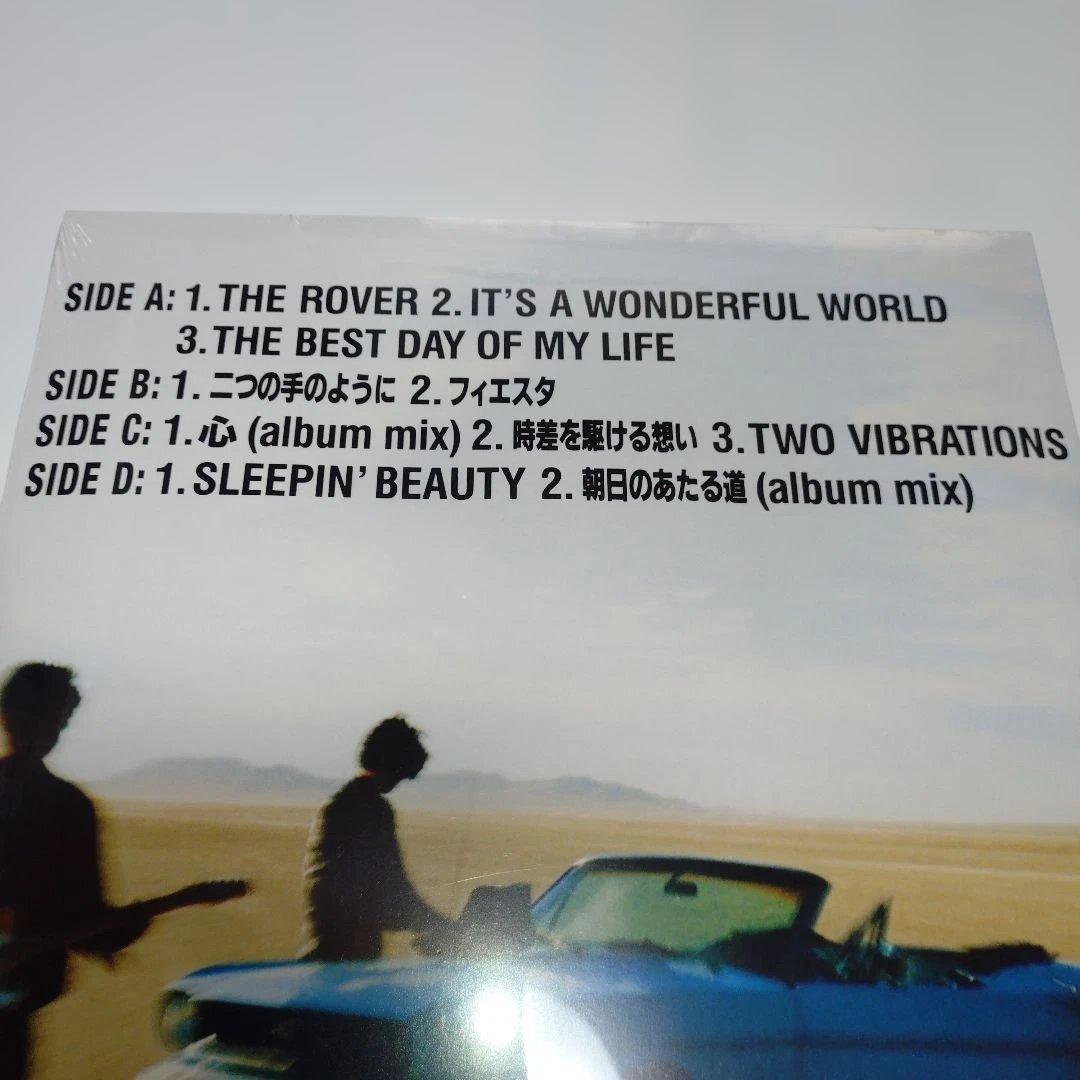 SIDE A: 1. THE ROVER 2. IT'S A WONDERFUL WORLD
3. THE BEST DAY OF MY LIFE
SIDE B: 1. 二つの手のように 2. フィエスタ
SIDE C: 1. 心 (album mix) 2. 時差を駆ける想い 3. TWO VIBRATIONS
SIDE D: 1. SLEEPIN' BEAUTY 2. 朝日のあたる道 (album mix)